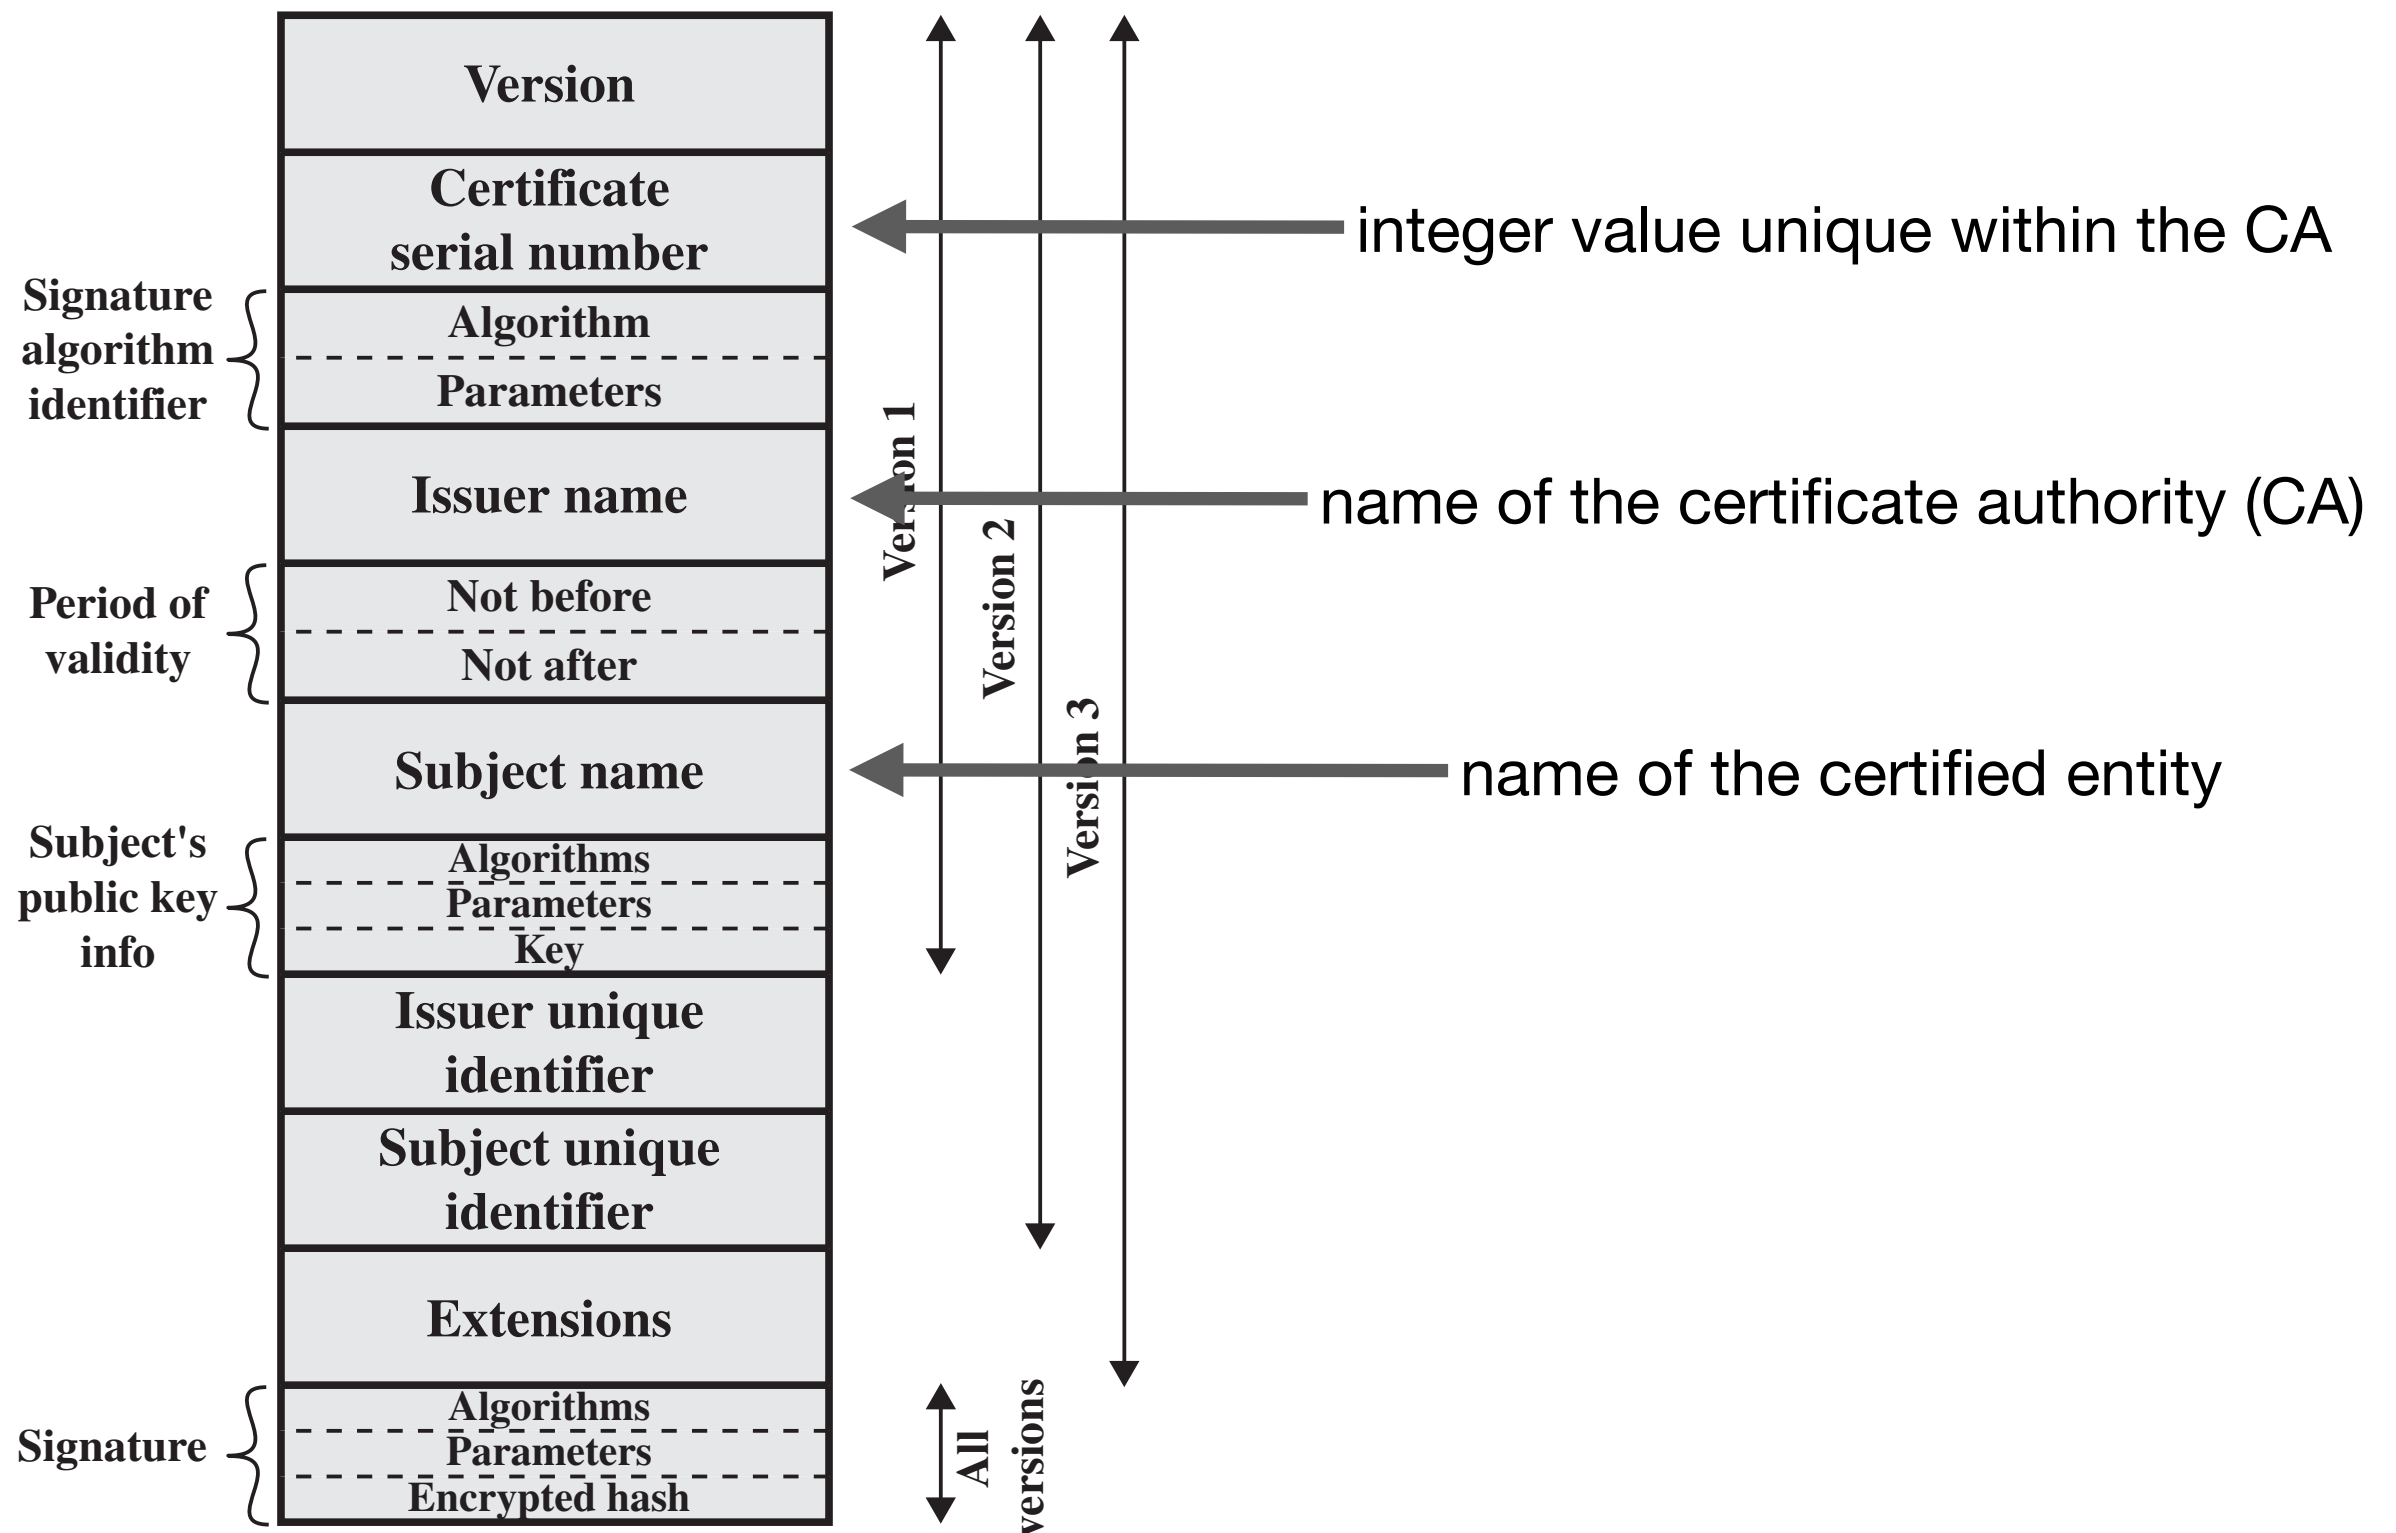 Version
Certificate
serial number
integer value unique within the CA
Signature
algorithm
identifier
Algorithm
Parameters
Issuer name
name of the certificate authority (CA)
Version 1
Version 2
Version 3
Period of
validity
Not before
Not after
Subject name
name of the certified entity
Subject's
public key
info
Algorithms
Parameters
Key
Issuer unique
identifier
Subject unique
identifier
Extensions
Signature
Algorithms
Parameters
Encrypted hash
All
versions